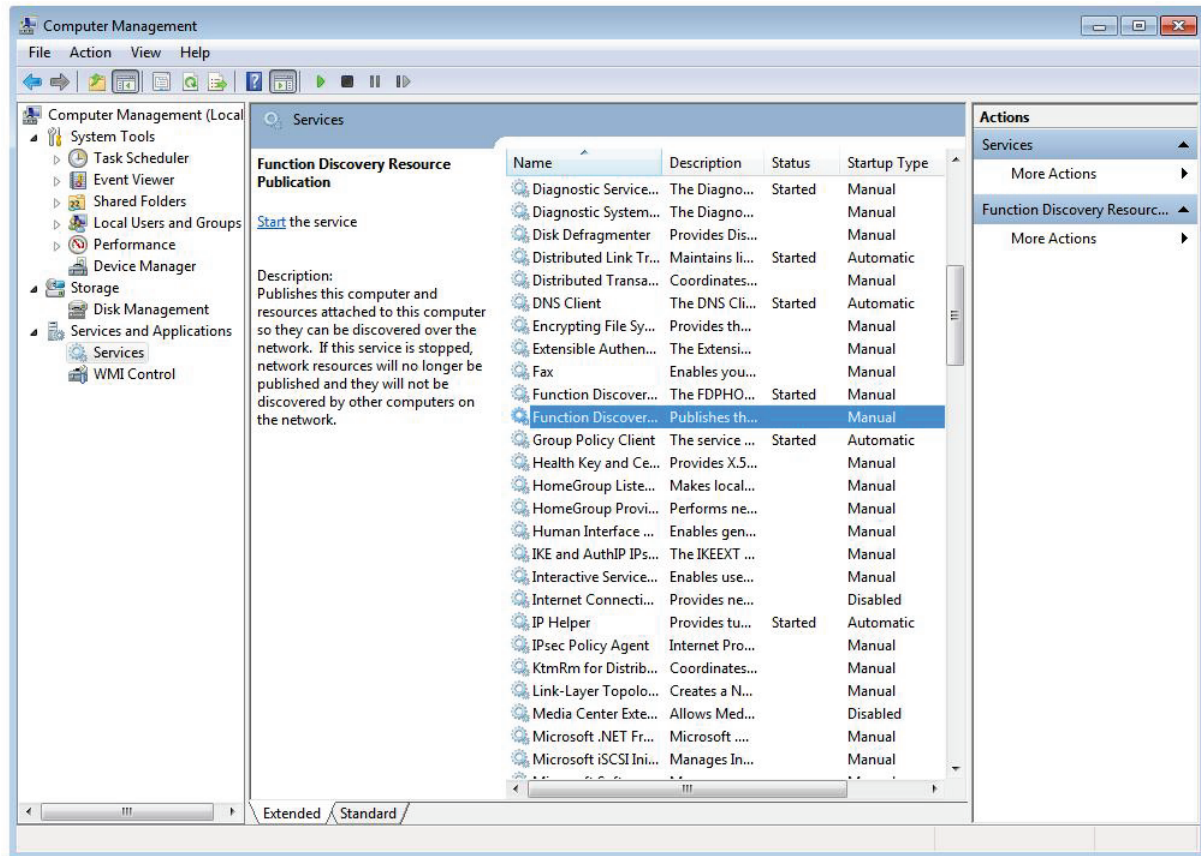 Computer Management
File Action View Help
Computer Management (Local
System Tools
Task Scheduler
Event Viewer
Shared Folders
Local Users and Groups
Performance
Device Manager
Storage
Disk Management
Services and Applications
Services
WMI Control
Services
Function Discovery Resource
Publication
Start the service
Description:
Publishes this computer and
resources attached to this computer
so they can be discovered over the
network. If this service is stopped,
network resources will no longer be
published and they will not be
discovered by other computers on
the network.
Name Description Status Startup Type
Diagnostic Service... The Diagno... Started Manual
Diagnostic System... The Diagno... Manual
Disk Defragmenter Provides Dis... Manual
Distributed Link Tr... Maintains li... Started Automatic
Distributed Transa... Coordinates... Manual
DNS Client The DNS Cli... Started Automatic
Encrypting File Sy... Provides th... Manual
Extensible Authen... The Extensi... Manual
Fax Enables you... Manual
Function Discover... The FDPHO... Started Manual
Function Discover... Publishes th... Manual
Group Policy Client The service ... Started Automatic
Health Key and Ce... Provides X.5... Manual
HomeGroup Liste... Makes local... Manual
HomeGroup Provi... Performs ne... Manual
Human Interface ... Enables gen... Manual
IKE and AuthIP IPs... The IKEEXT ... Manual
Interactive Service... Enables use... Manual
Internet Connecti... Provides ne... Disabled
IP Helper Provides tu... Started Automatic
IPsec Policy Agent Internet Pro... Manual
KtmRm for Distrib... Coordinates... Manual
Link-Layer Topolo... Creates a N... Manual
Media Center Exte... Allows Med... Disabled
Microsoft .NET Fr... Microsoft .... Manual
Microsoft iSCSI Ini... Manages In... Manual
Extended Standard
Actions
Services
More Actions
Function Discovery Resourc...
More Actions